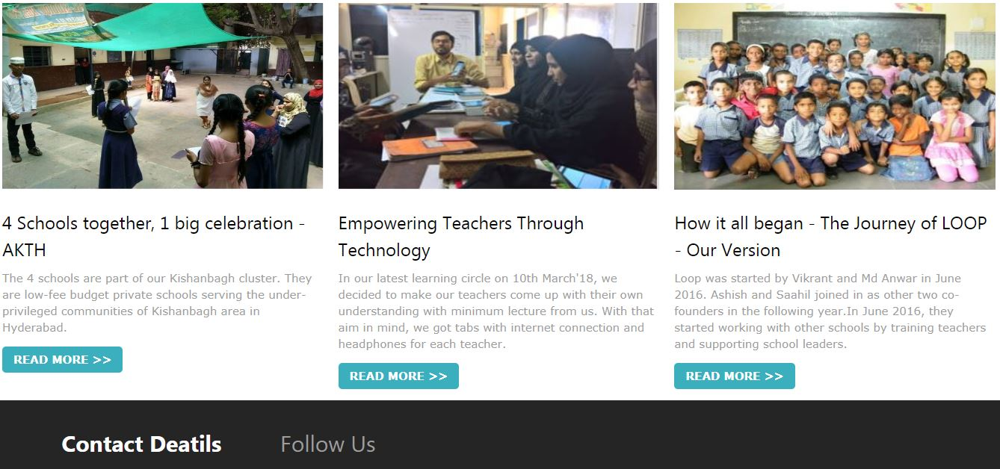 4 Schools together, 1 big celebration -
AKTH
The 4 schools are part of our Kishanbagh cluster. They
are low-fee budget private schools serving the under-
privileged communities of Kishanbagh area in
Hyderabad.
READ MORE >>
Empowering Teachers Through
Technology
In our latest learning circle on 10th March'18, we
decided to make our teachers come up with their own
understanding with minimum lecture from us. With that
aim in mind, we got tabs with internet connection and
headphones for each teacher.
READ MORE >>
How it all began - The Journey of LOOP
- Our Version
Loop was started by Vikrant and Md Anwar in June
2016. Ashish and Saahil joined in as other two co-
founders in the following year.In June 2016, they
started working with other schools by training teachers
and supporting school leaders.
READ MORE >>
Contact Deatils
Follow Us